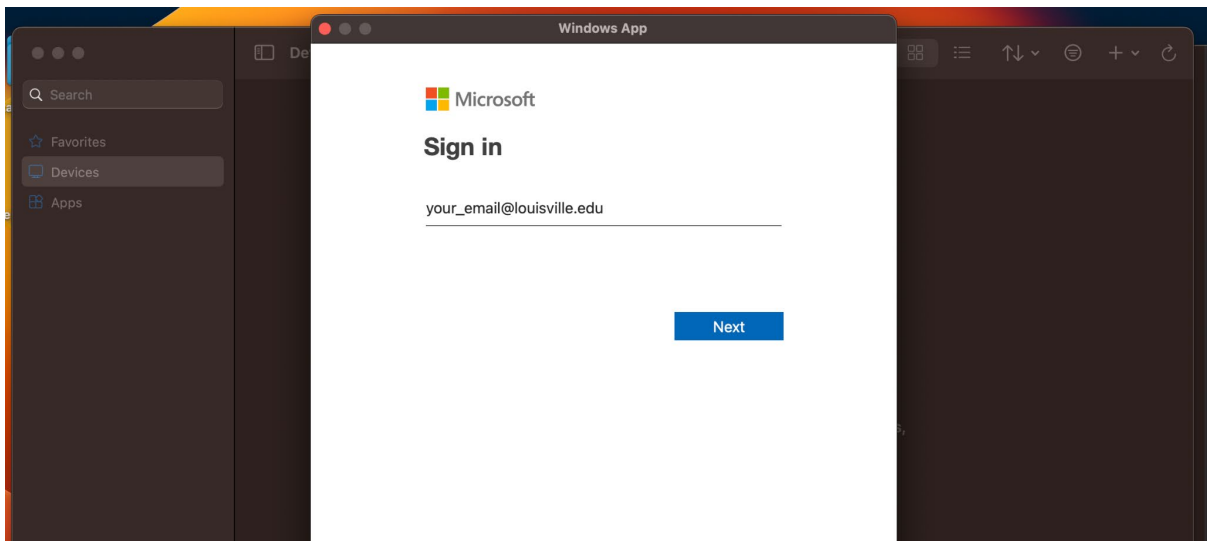 Windows App
De
Search
Favorites
Devices
Apps
Microsoft
Sign in
your_email@louisville.edu
Next
s,